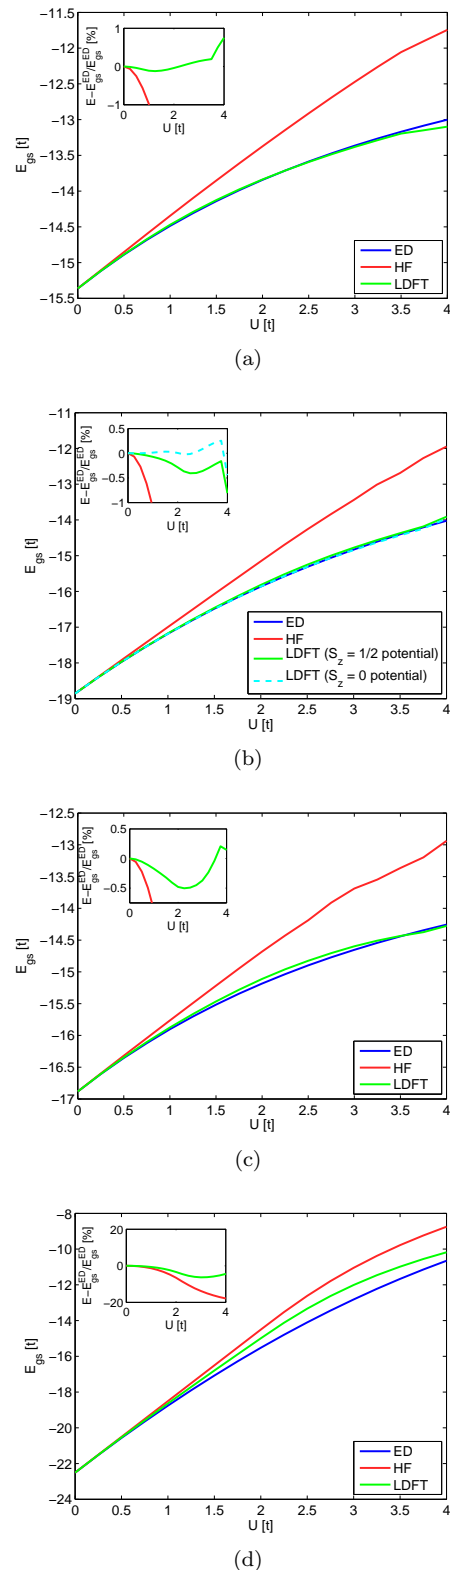 1
0
−1
0
2
4
E−E_gs^ED/E_gs^ED [%]
U [t]
−11.5
−12
−12.5
−13
−13.5
−14
−14.5
−15
−15.5
0
0.5
1
1.5
2
2.5
3
3.5
4
E_gs [t]
U [t]
ED
HF
LDFT
(a)
0.5
0
−0.5
−1
0
2
4
E−E_gs^ED/E_gs^ED [%]
U [t]
−11
−12
−13
−14
−15
−16
−17
−18
−19
0
0.5
1
1.5
2
2.5
3
3.5
4
E_gs [t]
U [t]
ED
HF
LDFT (S_z = 1/2 potential)
LDFT (S_z = 0 potential)
(b)
0.5
0
−0.5
0
2
4
E−E_gs^ED/E_gs^ED [%]
U [t]
−12.5
−13
−13.5
−14
−14.5
−15
−15.5
−16
−16.5
−17
0
0.5
1
1.5
2
2.5
3
3.5
4
E_gs [t]
U [t]
ED
HF
LDFT
(c)
20
0
−20
0
2
4
E−E_gs^ED/E_gs^ED [%]
U [t]
−8
−10
−12
−14
−16
−18
−20
−22
−24
0
0.5
1
1.5
2
2.5
3
3.5
4
E_gs [t]
U [t]
ED
HF
LDFT
(d)